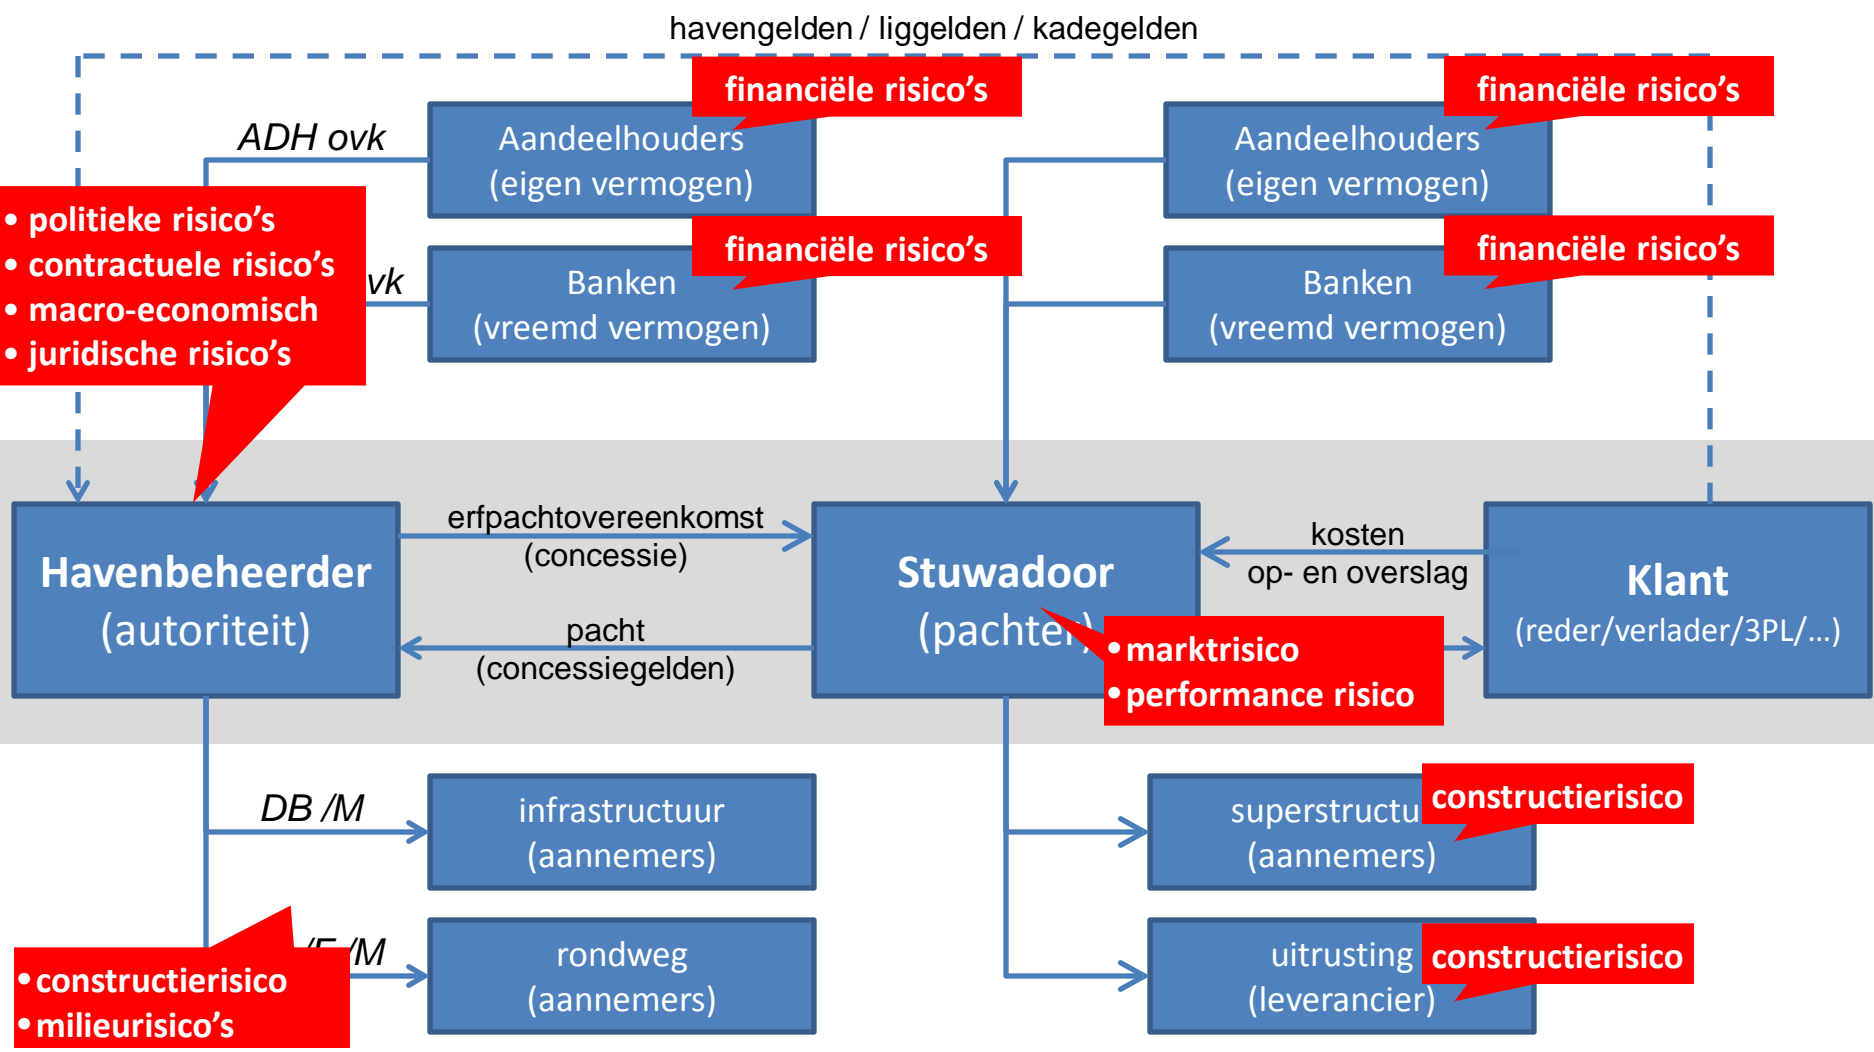 havengelden / liggelden / kadegelden
financiële risico’s
financiële risico’s
ADH ovk
Aandeelhouders
(eigen vermogen)
Aandeelhouders
(eigen vermogen)
• politieke risico’s
• contractuele risico’s
• macro-economisch
• juridische risico’s
vk
financiële risico’s
financiële risico’s
Banken
(vreemd vermogen)
Banken
(vreemd vermogen)
Havenbeheerder
(autoriteit)
erfpachtovereenkomst
(concessie)
pacht
(concessiegelden)
Stuwadoor
(pachter)
kosten
op- en overslag
Klant
(reder/verlader/3PL/...)
• marktrisico
• performance risico
DB /M
infrastructuur
(aannemers)
superstructu
(aannemers)
constructierisico
/F /M
rondweg
(aannemers)
uitrusting
(leverancier)
constructierisico
• constructierisico
• milieurisico’s